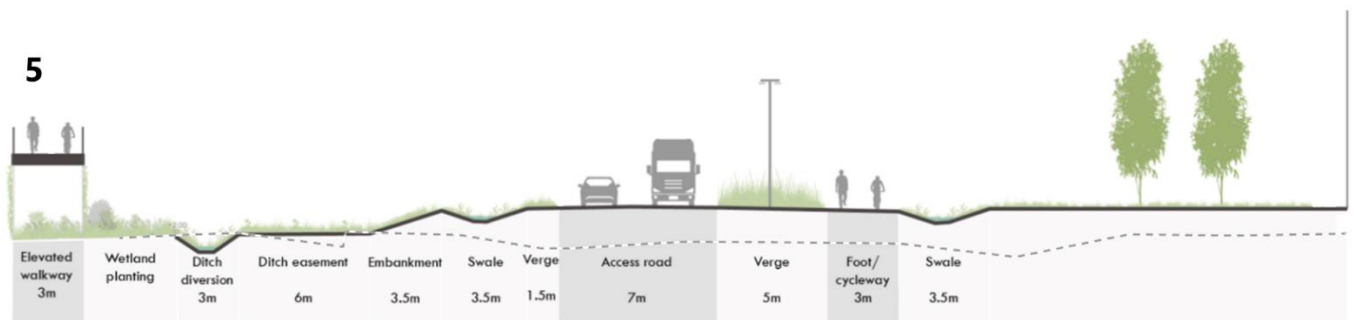 5
Elevated
walkway
3m
Wetland
planting
Ditch
diversion
3m
Ditch easement
6m
Embankment
3.5m
Swale
3.5m
Verge
1.5m
Access road
7m
Verge
5m
Foot/
cycleway
3m
Swale
3.5m